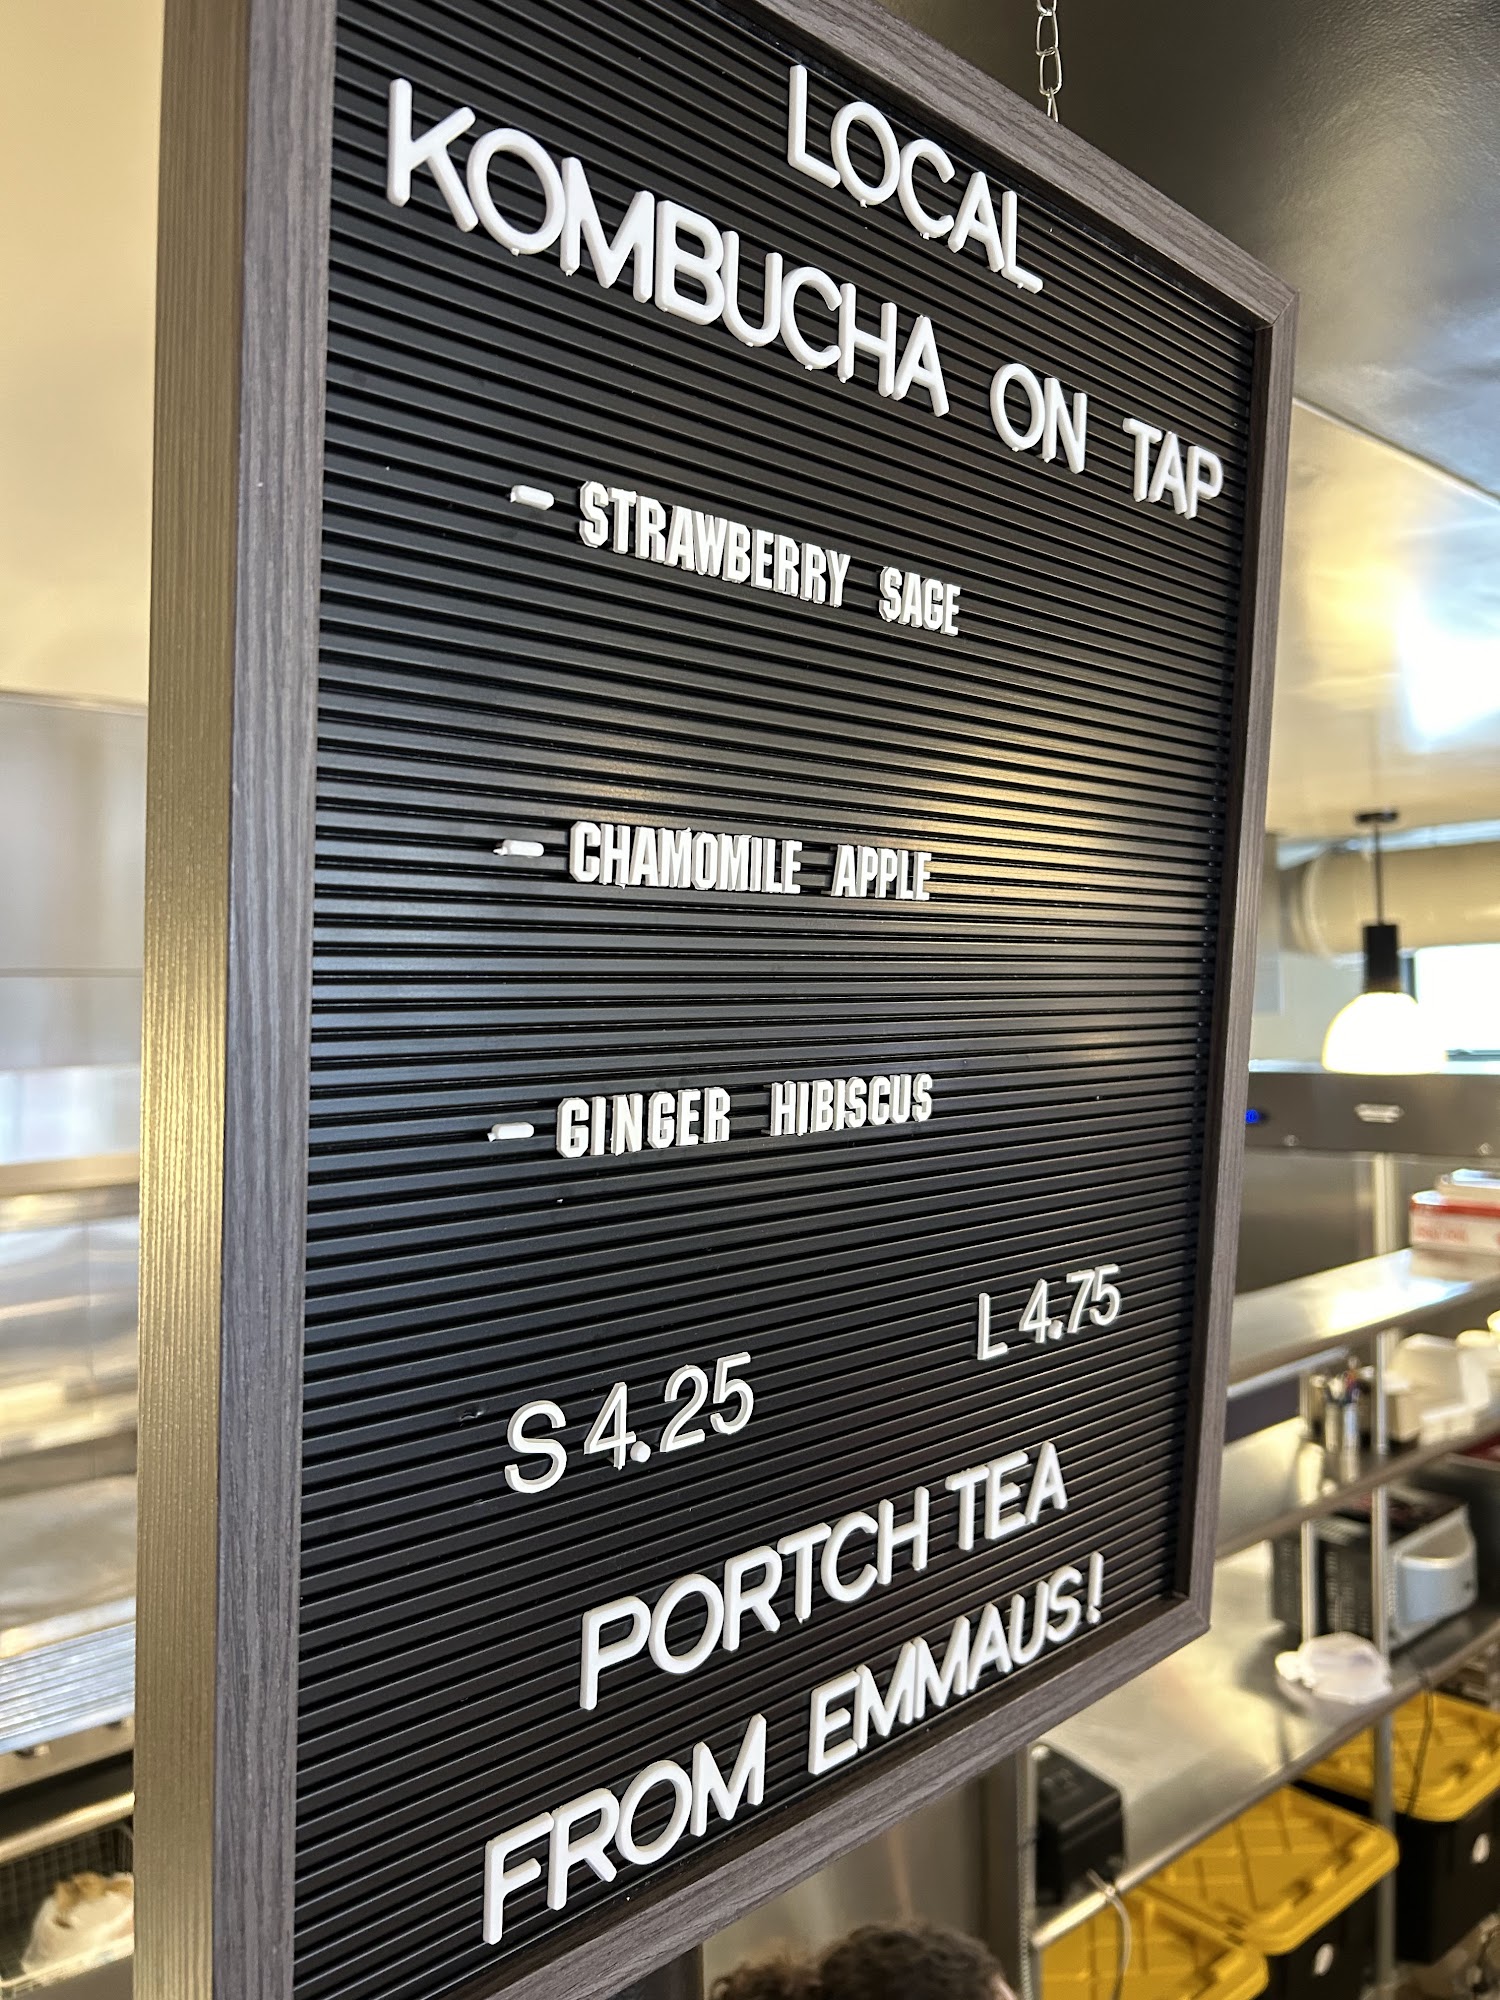 LOCAL
KOMBUCHA ON TAP
- STRAWBERRY SAGE
- CHAMOMILE APPLE
- GINGER HIBISCUS
S 4.25 L 4.75
PORTCH TEA
FROM EMMAUS!